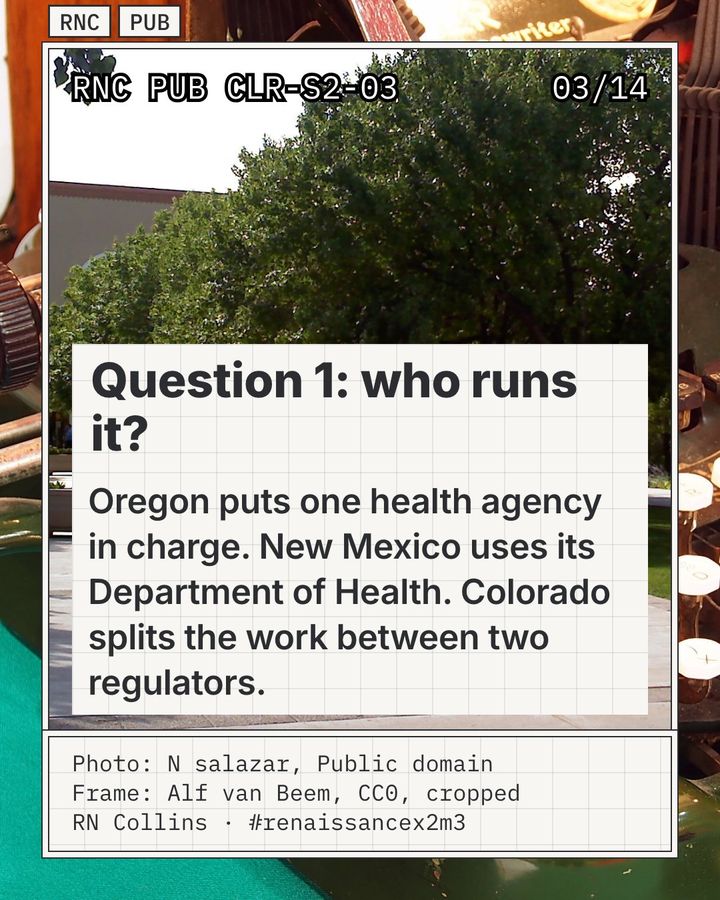 RNC PUB
RNC PUB CLR-S2-03 03/14
Question 1: who runs
it?
Oregon puts one health agency
in charge. New Mexico uses its
Department of Health. Colorado
splits the work between two
regulators.
Photo: N salazar, Public domain
Frame: Alf van Beem, CC0, cropped
RN Collins · #renaissancex2m3